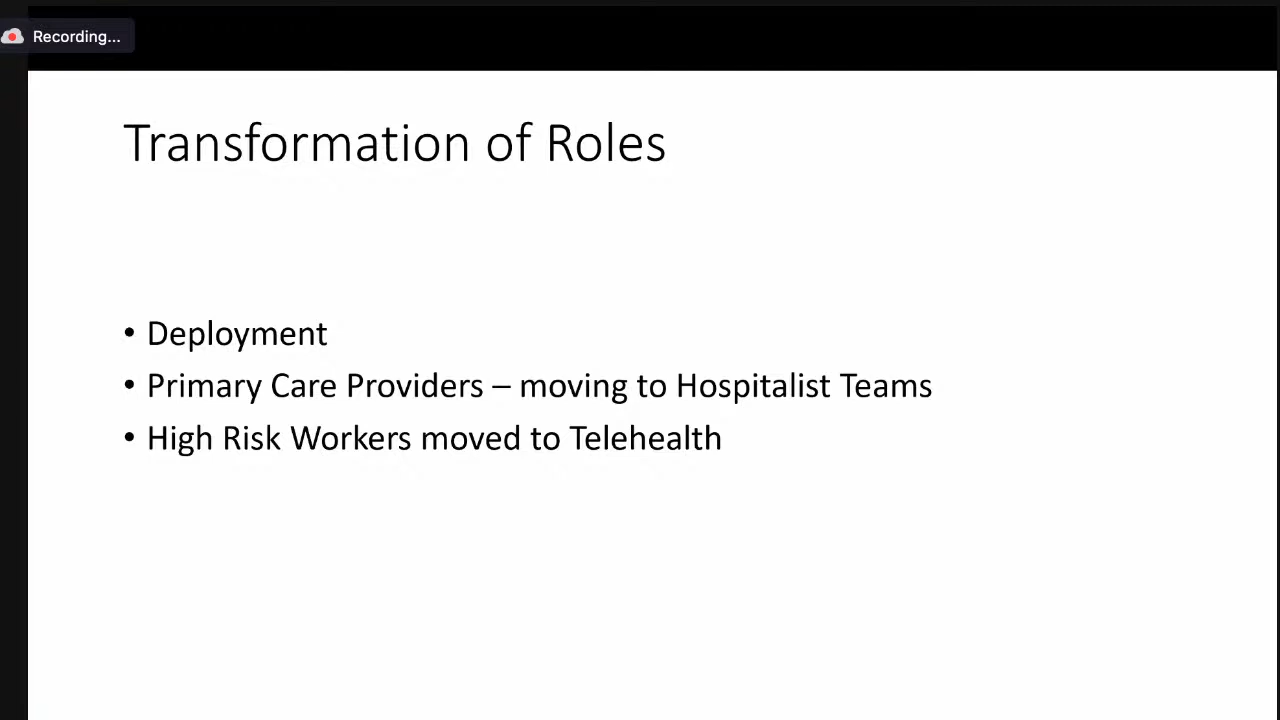 Recording...
Transformation of Roles
• Deployment
• Primary Care Providers – moving to Hospitalist Teams
• High Risk Workers moved to Telehealth